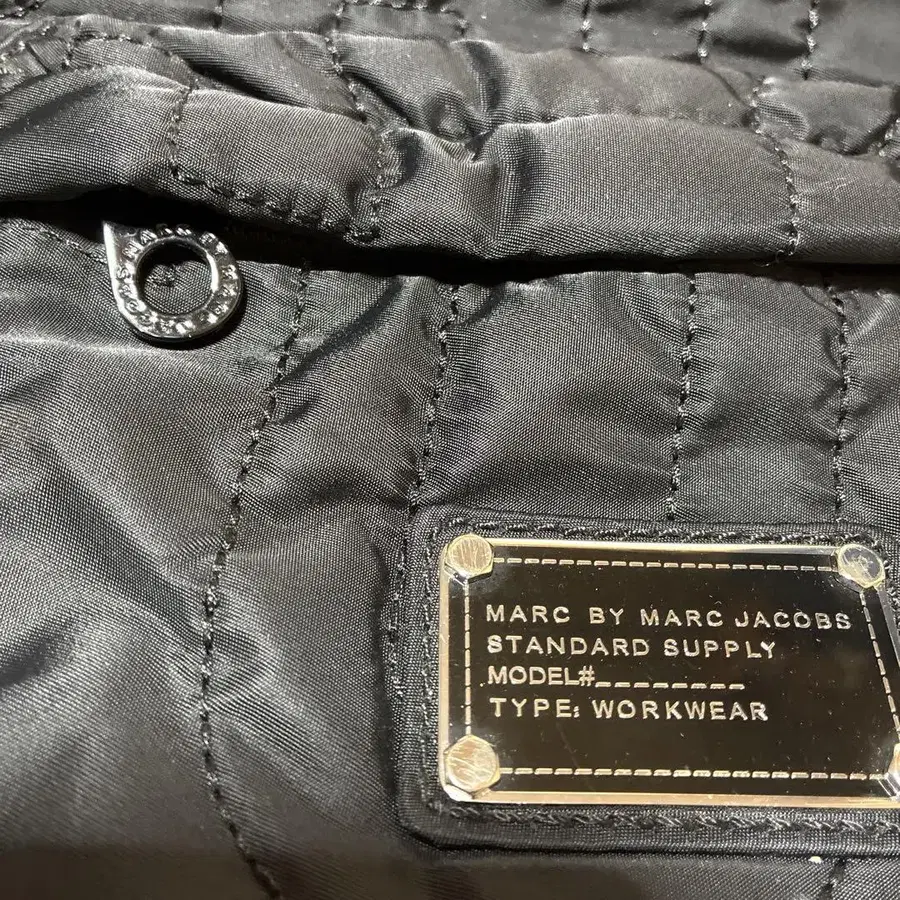 MARC BY MARC JACOBS
STANDARD SUPPLY
MODEL#________
TYPE: WORKWEAR